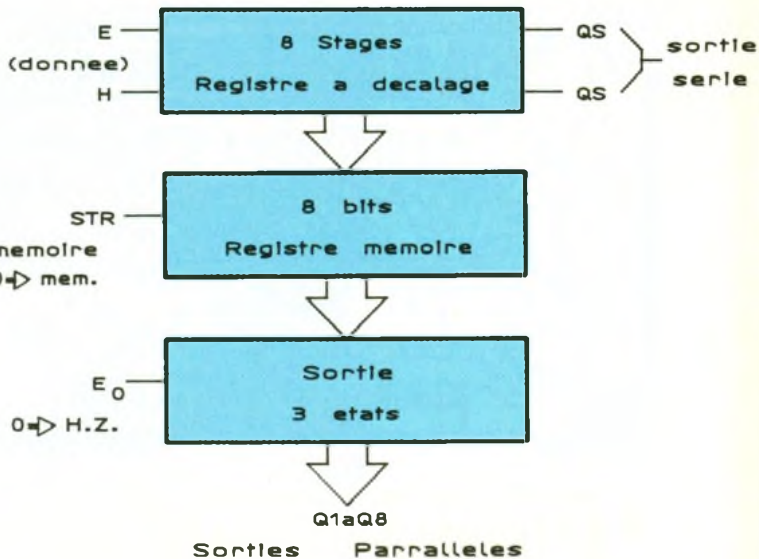 E
8 Stages
QS
sortie
(donnee)
serie
H
Registre a decalage
QS
8 bits
STR
Registre memoire
memoire
0=> mem.
Sortie
E0
3 etats
0=> H.Z.
Q1aQ8
Sorties Parralleles